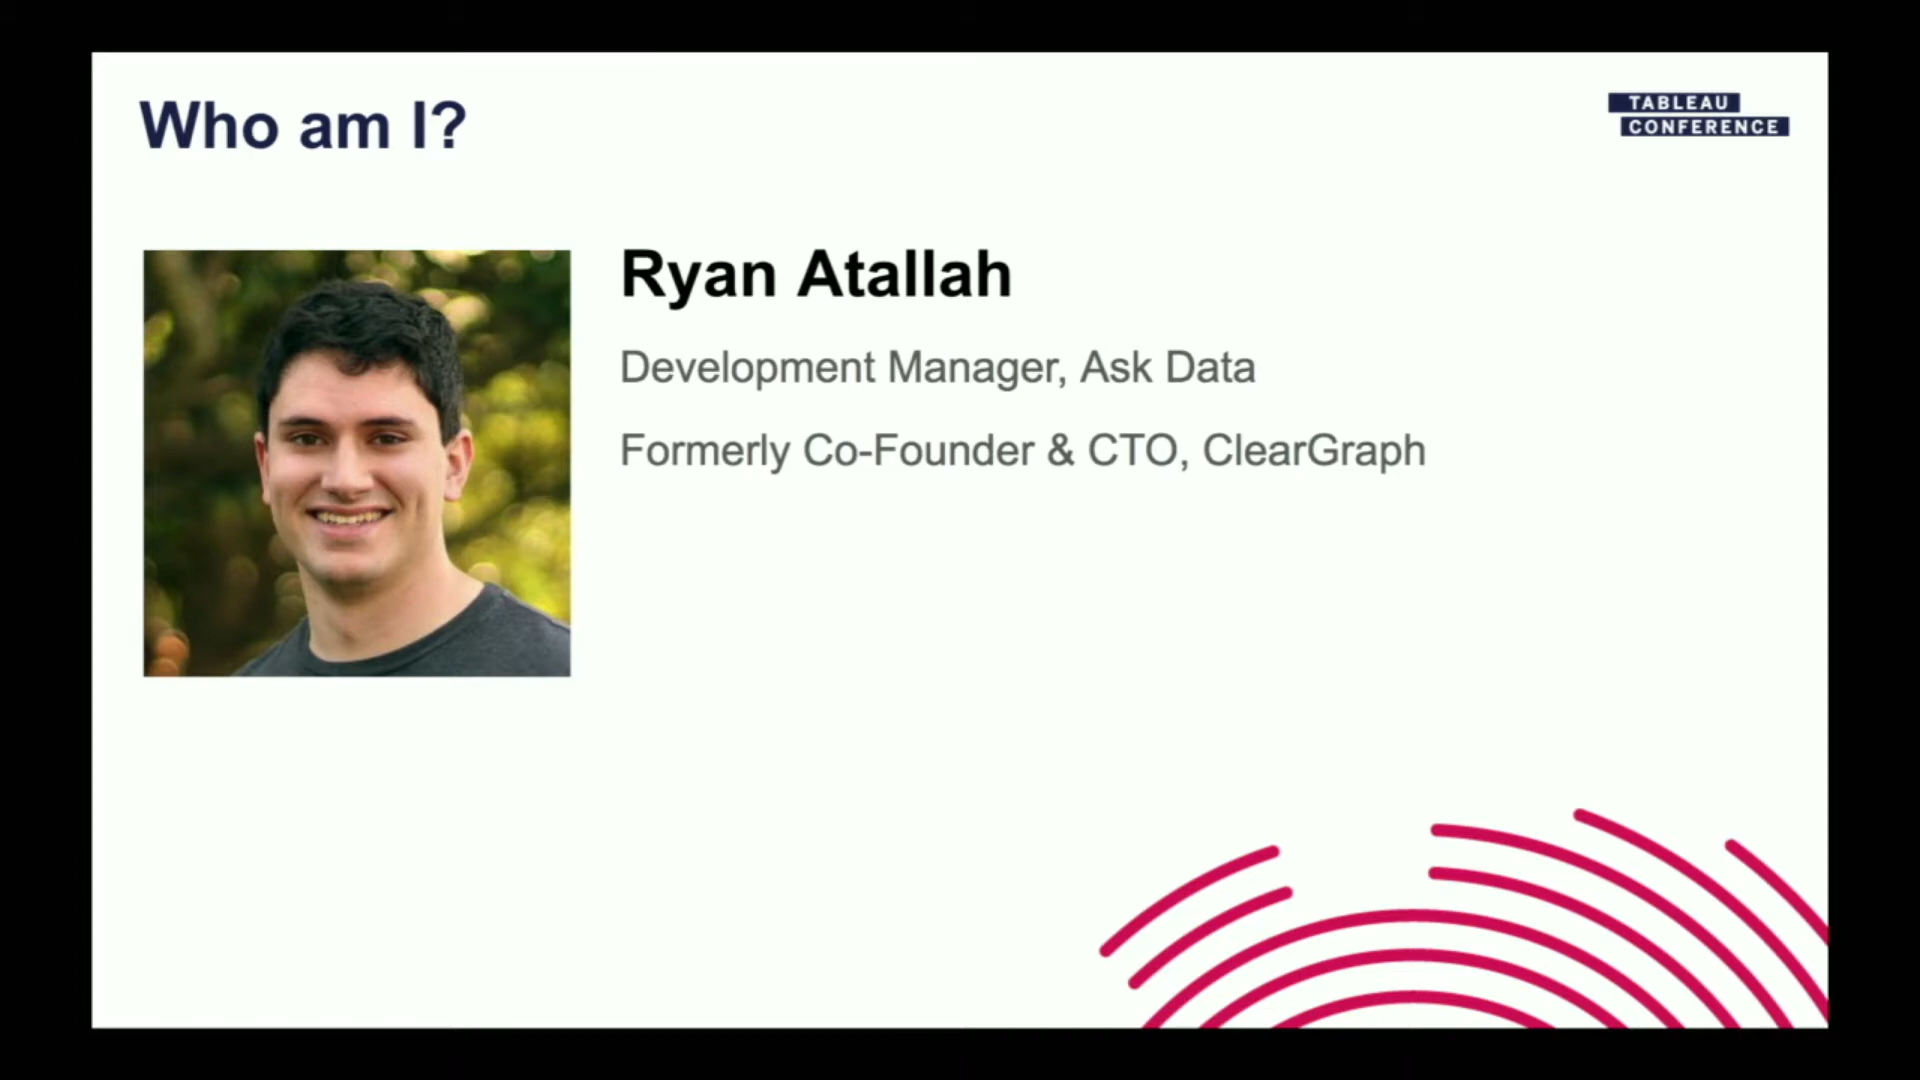 Who am I?
TABLEAU
CONFERENCE
Ryan Atallah
Development Manager, Ask Data
Formerly Co-Founder & CTO, ClearGraph